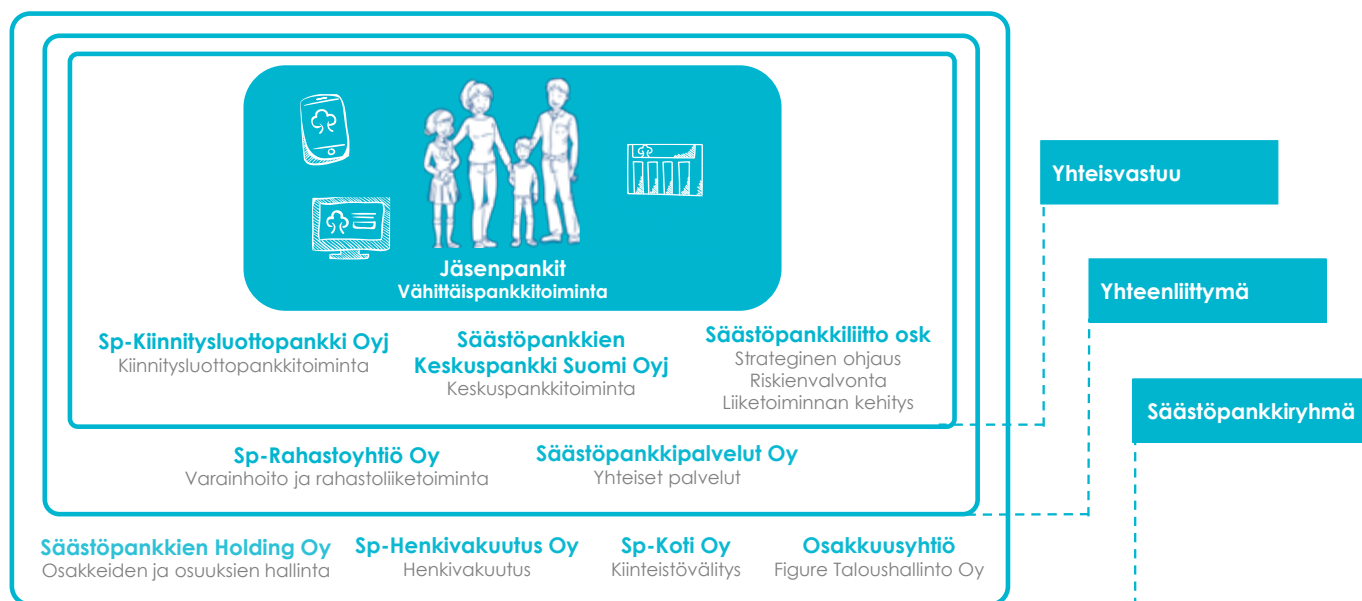 Jäsenpankit
Vähittäispankkitoiminta
Sp-Kiinnitysluottopankki Oyj
Kiinnitysluottopankkitoiminta
Säästöpankkien
Keskuspankki Suomi Oyj
Keskuspankkitoiminta
Säästöpankkiliitto osk
Strateginen ohjaus
Riskienvalvonta
Liiketoiminnan kehitys
Sp-Rahastoyhtiö Oy
Varainhoito ja rahastoliiketoiminta
Säästöpankkipalvelut Oy
Yhteiset palvelut
Säästöpankkien Holding Oy
Osakkeiden ja osuuksien hallinta
Sp-Henkivakuutus Oy
Henkivakuutus
Sp-Koti Oy
Kiinteistövälitys
Osakkuusyhtiö
Figure Taloushallinto Oy
Yhteisvastuu
Yhteenliittymä
Säästöpankkiryhmä